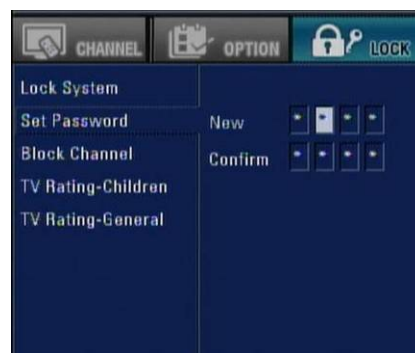 CHANNEL OPTION LOCK
Lock System
Set Password
New * * * *
Block Channel
Confirm * * * *
TV Rating-Children
TV Rating-General